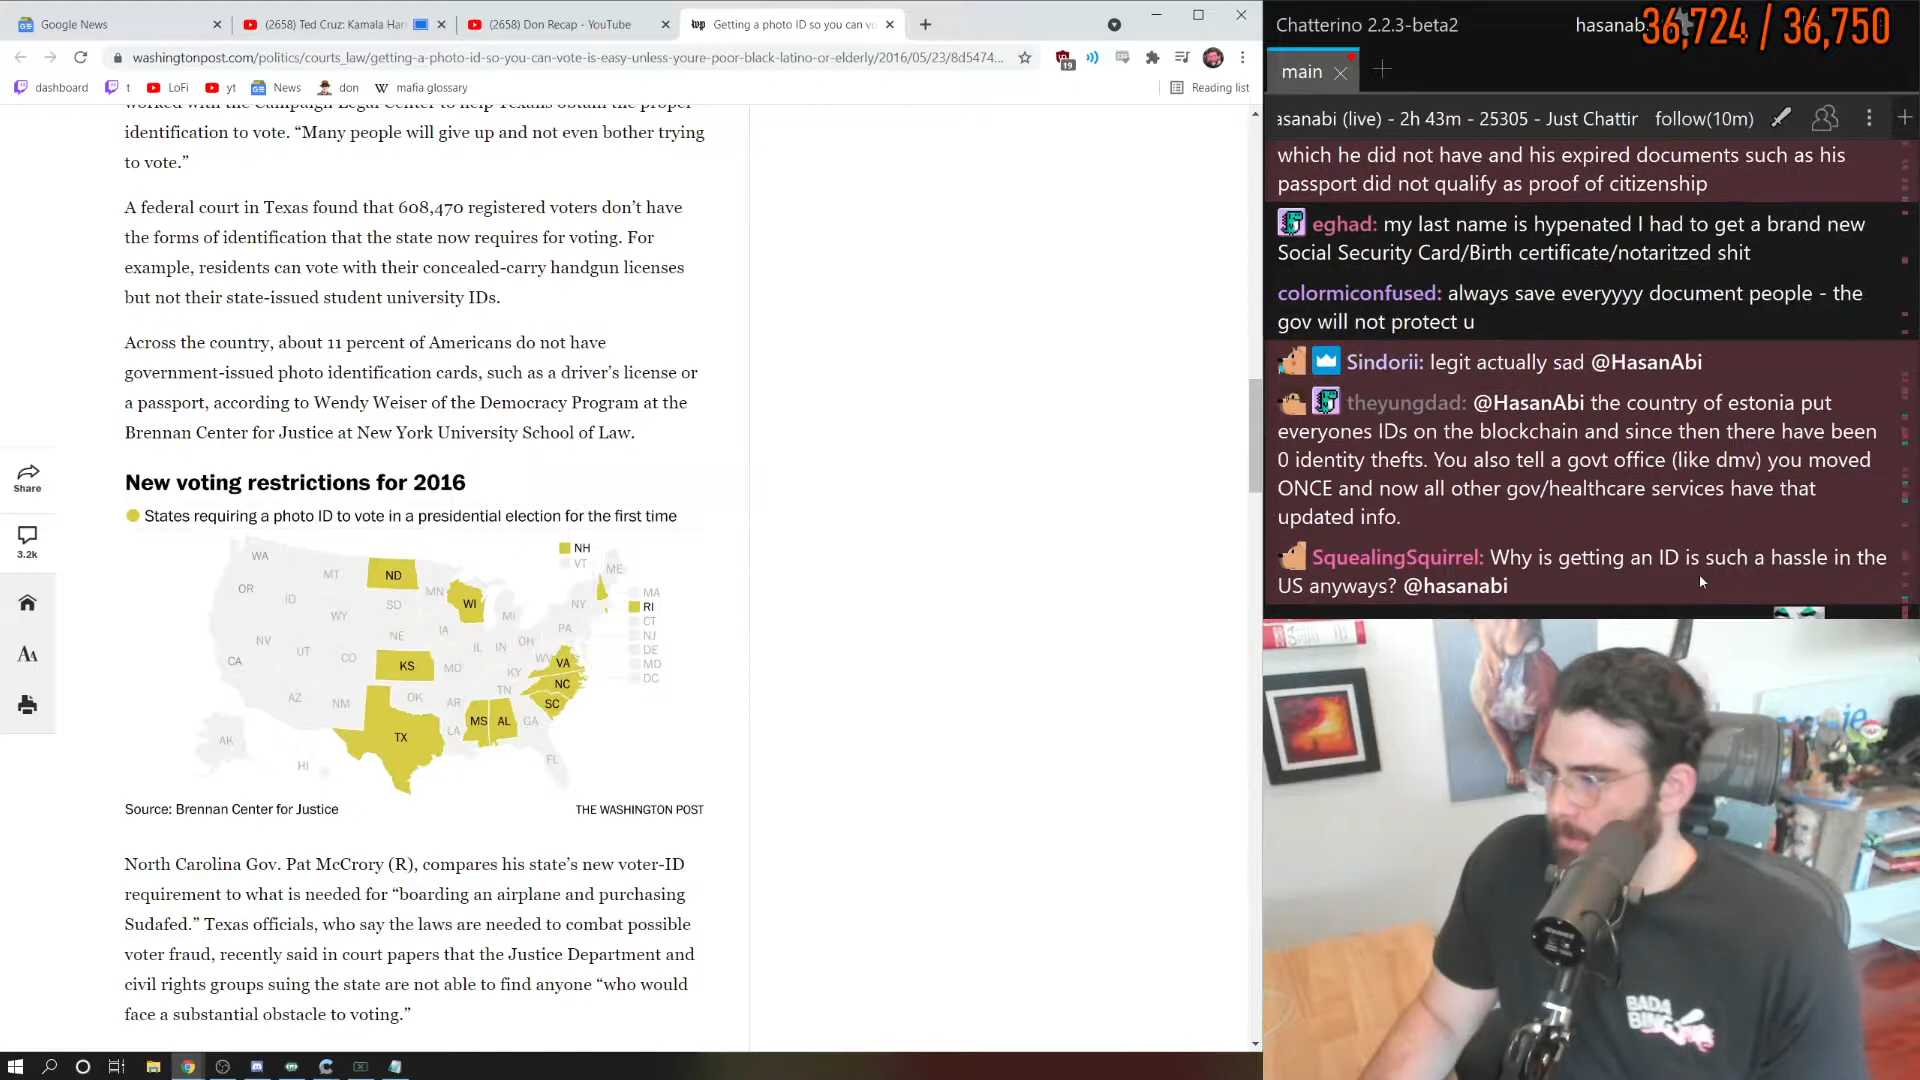 Google News
(2658) Ted Cruz: Kamala Har
(2658) Don Recap - YouTube
Getting a photo ID so you can vo
washingtonpost.com/politics/courts_law/getting-a-photo-id-so-you-can-vote-is-easy-unless-youre-poor-black-latino-or-elderly/2016/05/23/8d5474...
19
dashboard
t
LoFi
yt
News
don
mafia glossary
Reading list
worked with the Campaign Legal Center to help Texans obtain the proper
identification to vote. “Many people will give up and not even bother trying
to vote.”
A federal court in Texas found that 608,470 registered voters don’t have
the forms of identification that the state now requires for voting. For
example, residents can vote with their concealed-carry handgun licenses
but not their state-issued student university IDs.
Across the country, about 11 percent of Americans do not have
government-issued photo identification cards, such as a driver’s license or
a passport, according to Wendy Weiser of the Democracy Program at the
Brennan Center for Justice at New York University School of Law.
Share
3.2k
AA
New voting restrictions for 2016
States requiring a photo ID to vote in a presidential election for the first time
NH
VT
WA
MT
ND
ME
OR
ID
MN
MA
SD
WI
NY
RI
WY
MI
CT
NV
NE
IA
PA
NJ
UT
IL
IN
OH
DE
CA
CO
KS
MO
WV
VA
MD
KY
DC
NC
AZ
NM
OK
AR
TN
SC
TX
LA
MS
AL
GA
AK
HI
FL
Source: Brennan Center for Justice
THE WASHINGTON POST
North Carolina Gov. Pat McCrory (R), compares his state’s new voter-ID
requirement to what is needed for “boarding an airplane and purchasing
Sudafed.” Texas officials, who say the laws are needed to combat possible
voter fraud, recently said in court papers that the Justice Department and
civil rights groups suing the state are not able to find anyone “who would
face a substantial obstacle to voting.”
Chatterino 2.2.3-beta2
hasanab
36,724 / 36,750
main
asanabi (live) - 2h 43m - 25305 - Just Chattir
follow(10m)
which he did not have and his expired documents such as his
passport did not qualify as proof of citizenship
eghad: my last name is hypenated I had to get a brand new
Social Security Card/Birth certificate/notaritzed shit
colormiconfused: always save everyyyy document people - the
gov will not protect u
Sindorii: legit actually sad @HasanAbi
theyungdad: @HasanAbi the country of estonia put
everyones IDs on the blockchain and since then there have been
0 identity thefts. You also tell a govt office (like dmv) you moved
ONCE and now all other gov/healthcare services have that
updated info.
SquealingSquirrel: Why is getting an ID is such a hassle in the
US anyways? @hasanabi
BADA
BING